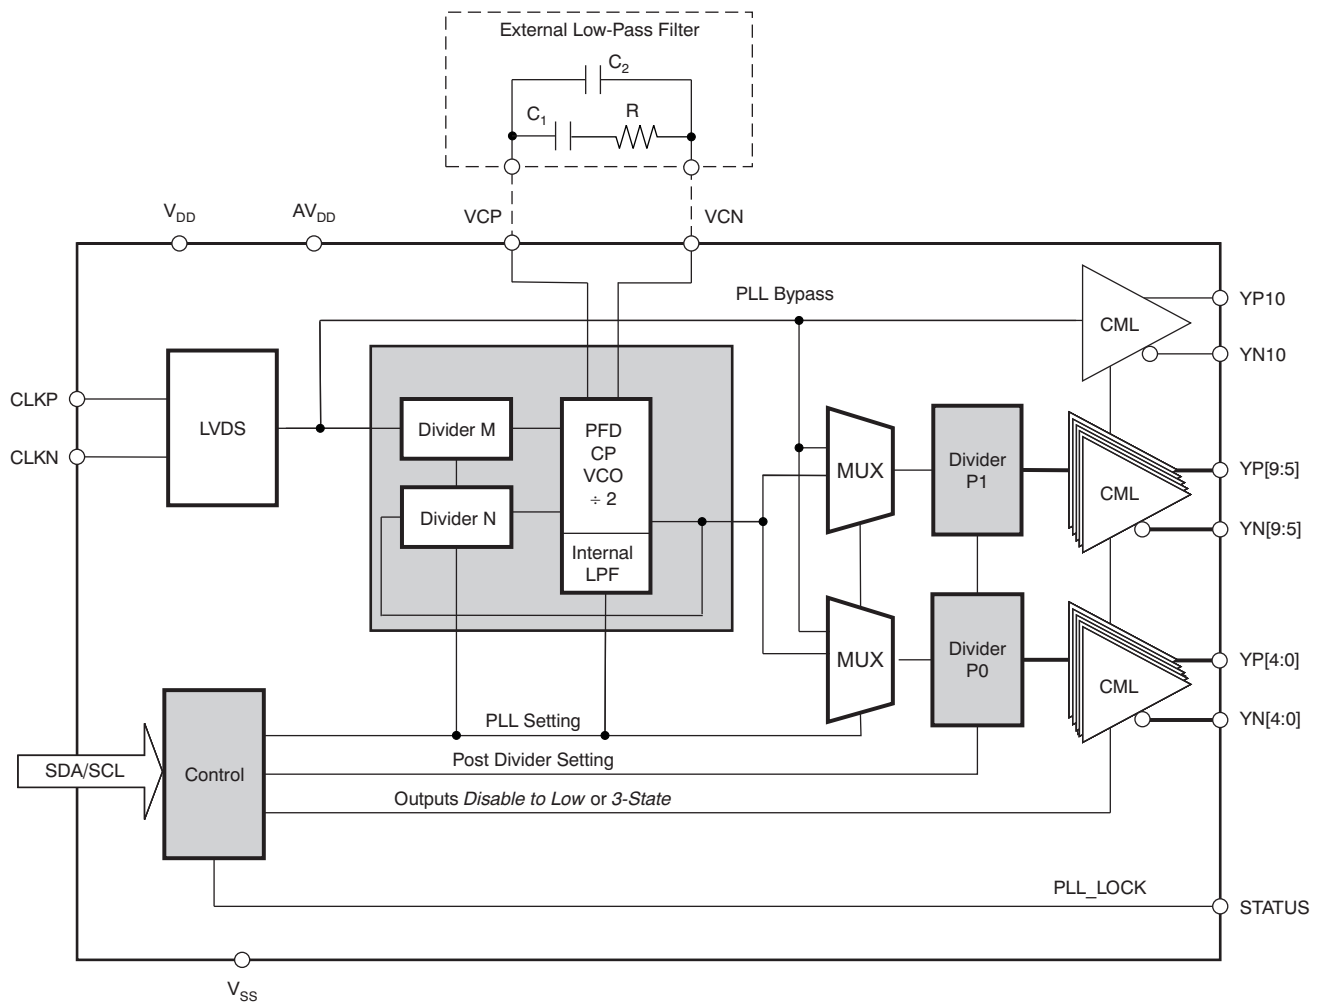 External Low-Pass Filter
C2
C1
R
VDD
AVDD
VCP
VCN
PLL Bypass
CML
YP10
YN10
CLKP
CLKN
LVDS
Divider M
Divider N
PFD
CP
VCO
÷ 2
Internal
LPF
MUX
Divider
P1
CML
YP[9:5]
YN[9:5]
MUX
Divider
P0
CML
YP[4:0]
YN[4:0]
SDA/SCL
Control
PLL Setting
Post Divider Setting
Outputs Disable to Low or 3-State
PLL_LOCK
STATUS
VSS